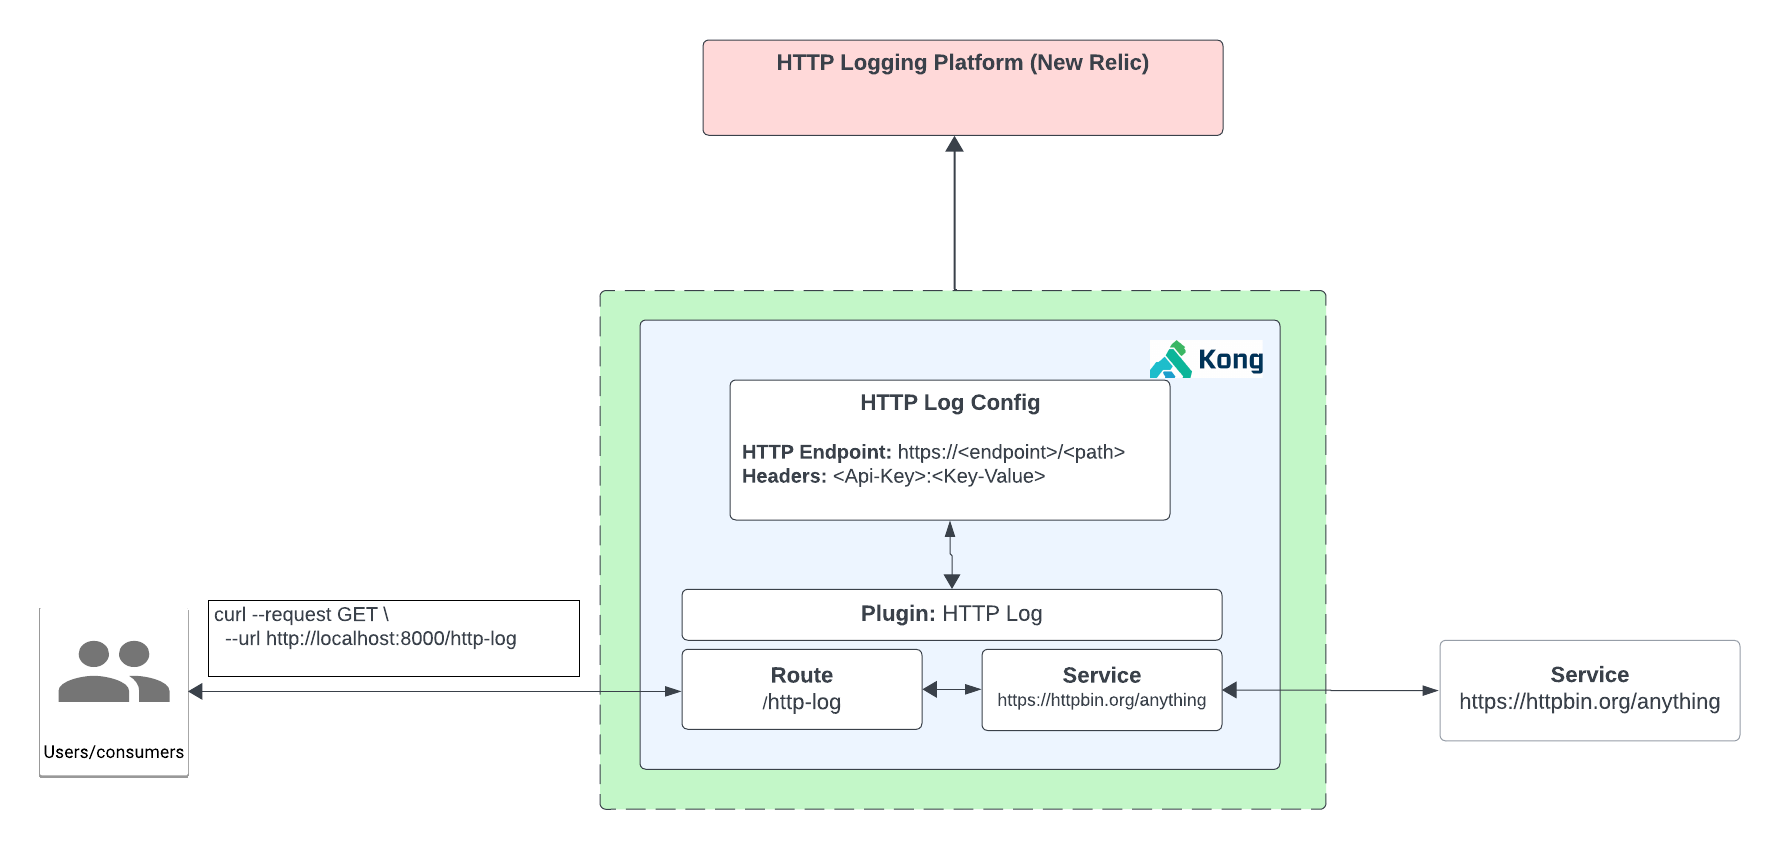 HTTP Logging Platform (New Relic)
Kong
HTTP Log Config
HTTP Endpoint: https://<endpoint>/<path>
Headers: <Api-Key>:<Key-Value>
curl --request GET \
--url http://localhost:8000/http-log
Plugin: HTTP Log
Route
/http-log
Service
https://httpbin.org/anything
Service
https://httpbin.org/anything
Users/consumers